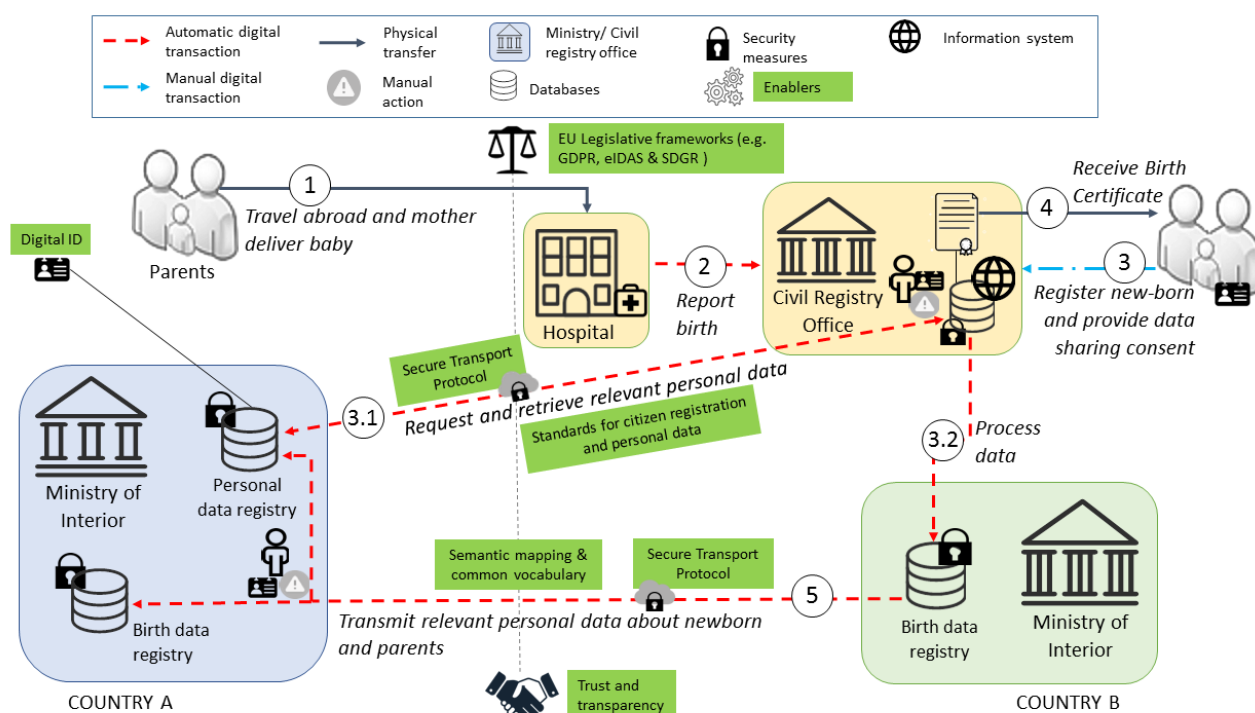 Automatic digital
transaction
Physical
transfer
Ministry/ Civil
registry office
Security
measures
Information system
Manual digital
transaction
Manual
action
Databases
Enablers
EU Legislative frameworks (e.g.
GDPR, eIDAS & SDGR )
1
Travel abroad and mother
deliver baby
Parents
Digital ID
Hospital
2
Report
birth
Civil Registry
Office
Receive Birth
Certificate
4
3
Register new-born
and provide data
sharing consent
Secure Transport
Protocol
3.1
Request and retrieve relevant personal data
Standards for citizen registration
and personal data
3.2
Process
data
Ministry of
Interior
Personal
data registry
Birth data
registry
Semantic mapping &
common vocabulary
Secure Transport
Protocol
5
Transmit relevant personal data about newborn
and parents
Birth data
registry
Ministry of
Interior
Trust and
transparency
COUNTRY A
COUNTRY B